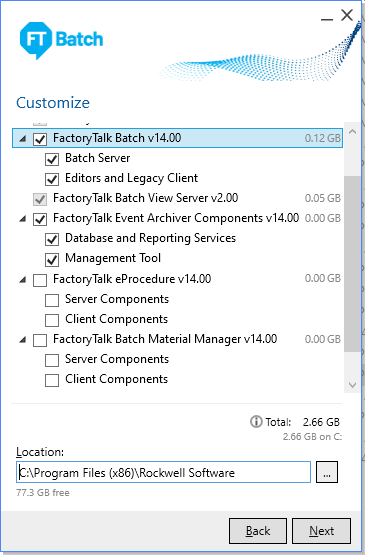 FT Batch
Customize
FactoryTalk Batch v14.00 0.12 GB
Batch Server
Editors and Legacy Client
FactoryTalk Batch View Server v2.00 0.05 GB
FactoryTalk Event Archiver Components v14.00 0.00 GB
Database and Reporting Services
Management Tool
FactoryTalk eProcedure v14.00 0.00 GB
Server Components
Client Components
FactoryTalk Batch Material Manager v14.00 0.00 GB
Server Components
Client Components
Total: 2.66 GB
2.66 GB on C:
Location:
C:\Program Files (x86)\Rockwell Software
...
77.3 GB free
Back Next